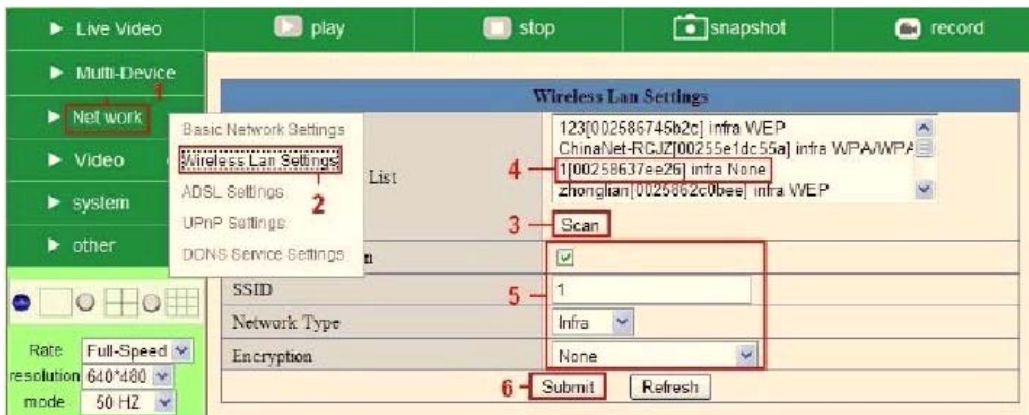 Live Video
play
stop
snapshot
record
Multi-Device
1
Network
Video
system
other
Basic Network Settings
Wireless Lan Settings
2
ADSL Settings
UPnP Settings
DDNS Service Settings
Wireless Lan Settings
List
123[002586745b2c] infra WEP
ChinaNet-RCJZ[00255e1dc55a] infra WPA/WPA
4
1[00258637ee26] infra None
zhonglian[0025862c0bee] infra WEP
3
Scan
5
SSID
1
Network Type
Infra
Encryption
None
6
Submit
Refresh
Rate
Full-Speed
resolution
640*480
mode
50 HZ